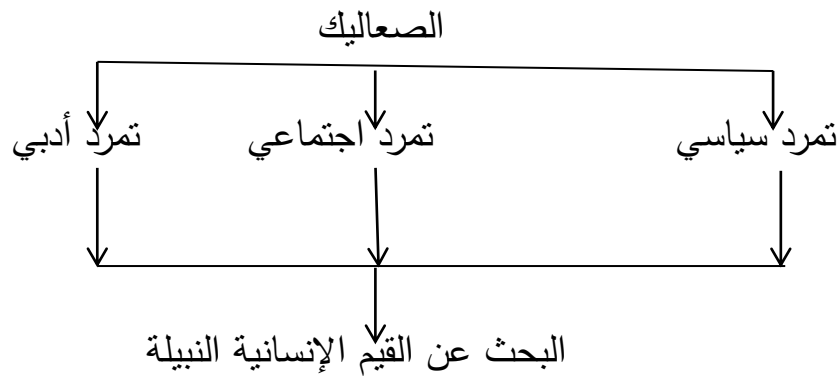 الصعاليك
تمرد سياسي تمرد اجتماعي تمرد أدبي
البحث عن القيم الإنسانية النبيلة